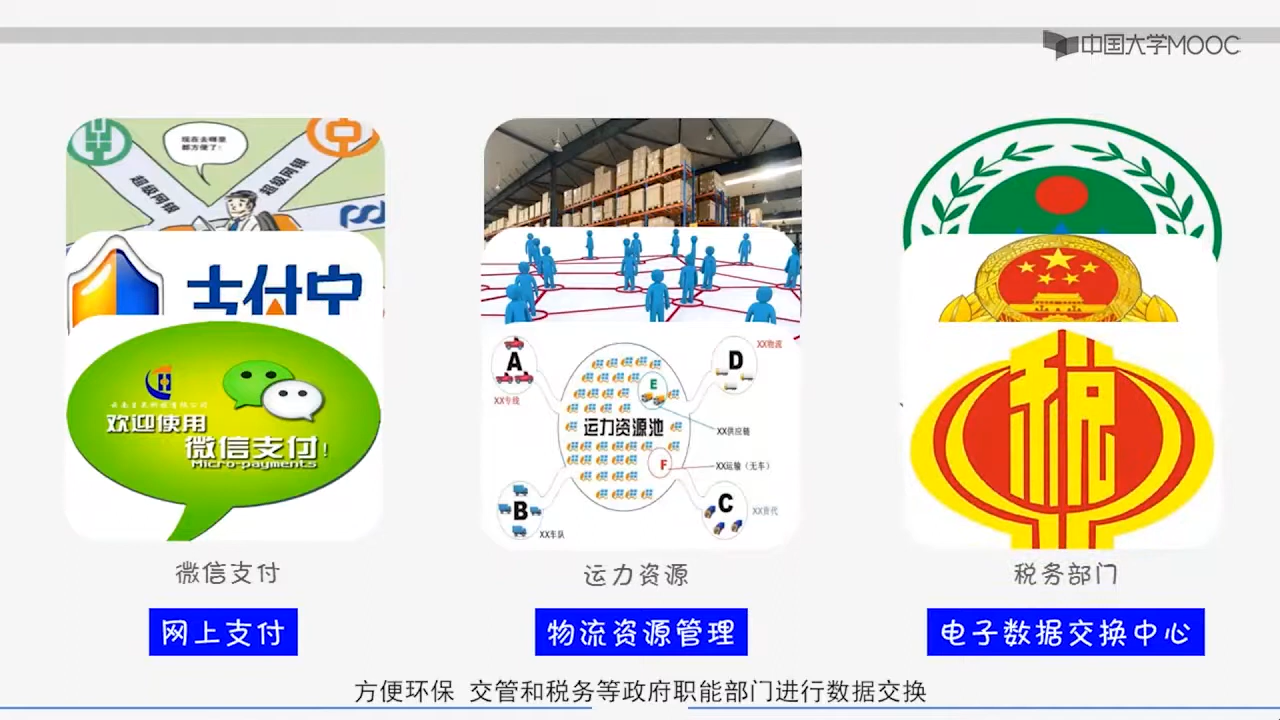 中国大学MOOC
现在去哪里
都方便了!
超级网银
超级网银
支付宝
欢迎使用
微信支付!
Micro-payments
A
XX专线
D
XX物流
E
运力资源池
XX供应链
F
XX运输（无车）
B
XX车队
C
XX货代
税
微信支付
运力资源
税务部门
网上支付
物流资源管理
电子数据交换中心
方便环保 交管和税务等政府职能部门进行数据交换